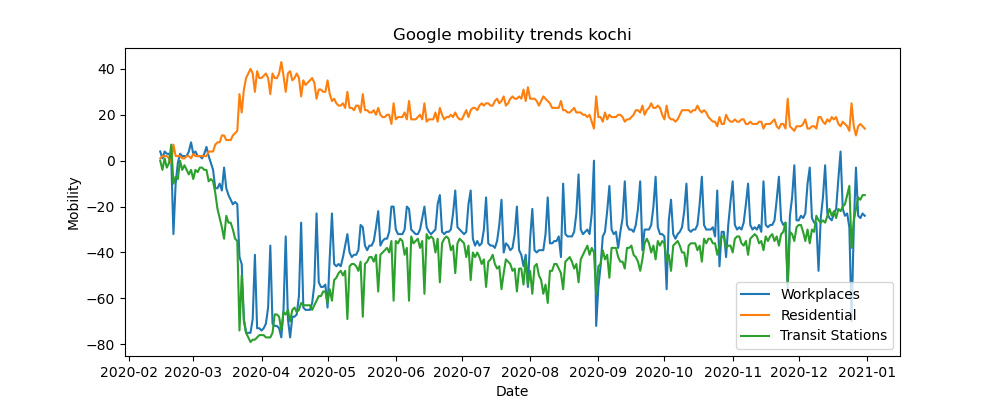 Google mobility trends kochi
40
20
0
−20
−40
−60
−80
Mobility
Workplaces
Residential
Transit Stations
2020-02 2020-03 2020-04 2020-05 2020-06 2020-07 2020-08 2020-09 2020-10 2020-11 2020-12 2021-01
Date